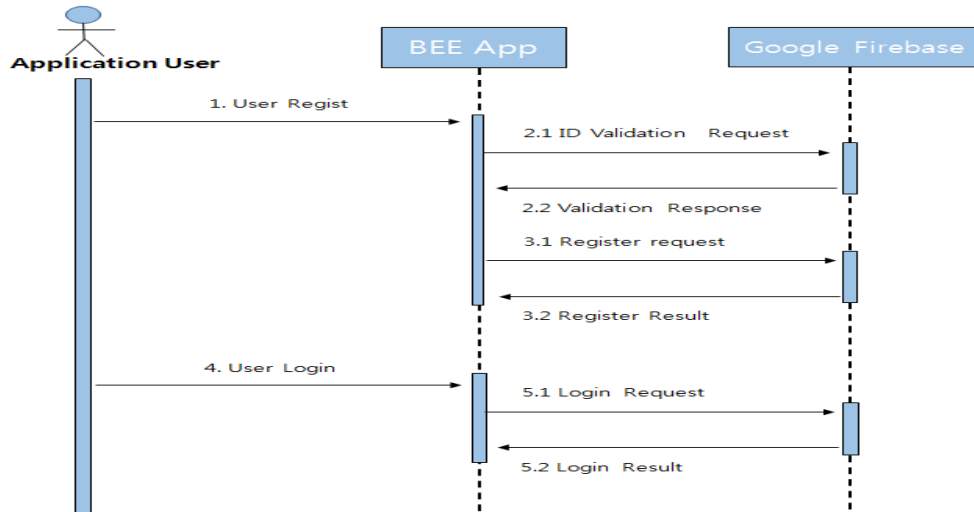 Application User
BEE App
Google Firebase
1. User Regist
2.1 ID Validation Request
2.2 Validation Response
3.1 Register request
3.2 Register Result
4. User Login
5.1 Login Request
5.2 Login Result